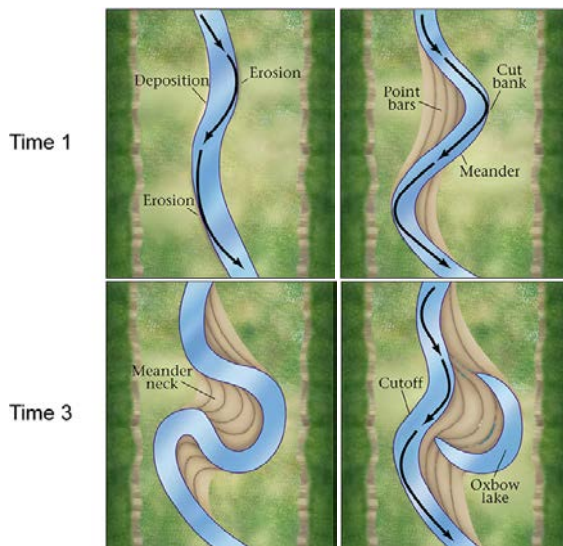 Time 1
Deposition
Erosion
Erosion
Point
bars
Cut
bank
Meander
Time 3
Meander
neck
Cutoff
Oxbow
lake